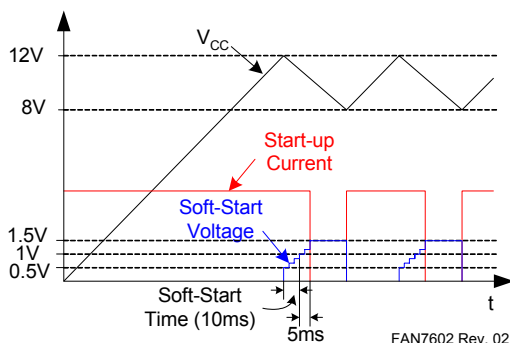 12V
V_CC
8V
Start-up
Current
Soft-Start
Voltage
1.5V
1V
0.5V
Soft-Start
Time (10ms)
5ms
t
FAN7602 Rev. 02